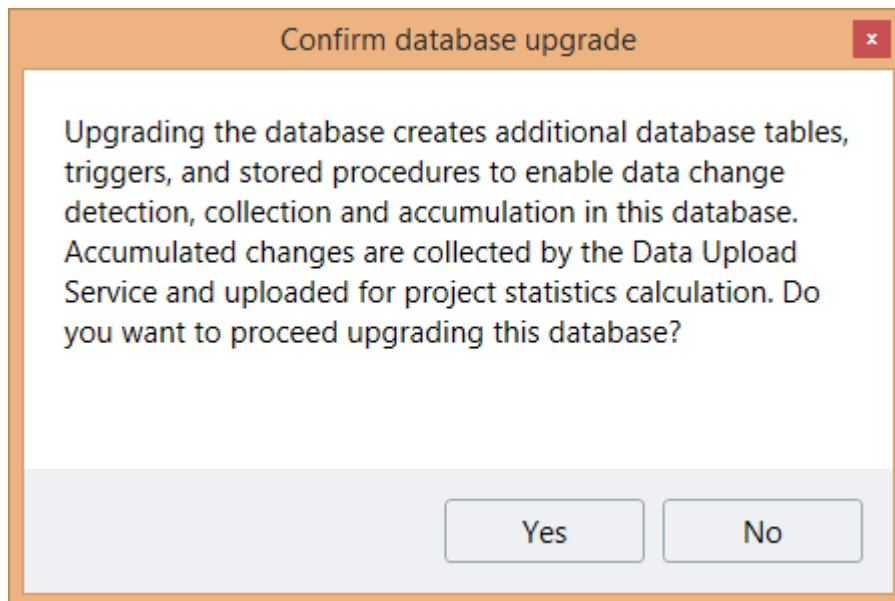 Confirm database upgrade
x
Upgrading the database creates additional database tables,
triggers, and stored procedures to enable data change
detection, collection and accumulation in this database.
Accumulated changes are collected by the Data Upload
Service and uploaded for project statistics calculation. Do
you want to proceed upgrading this database?
Yes
No